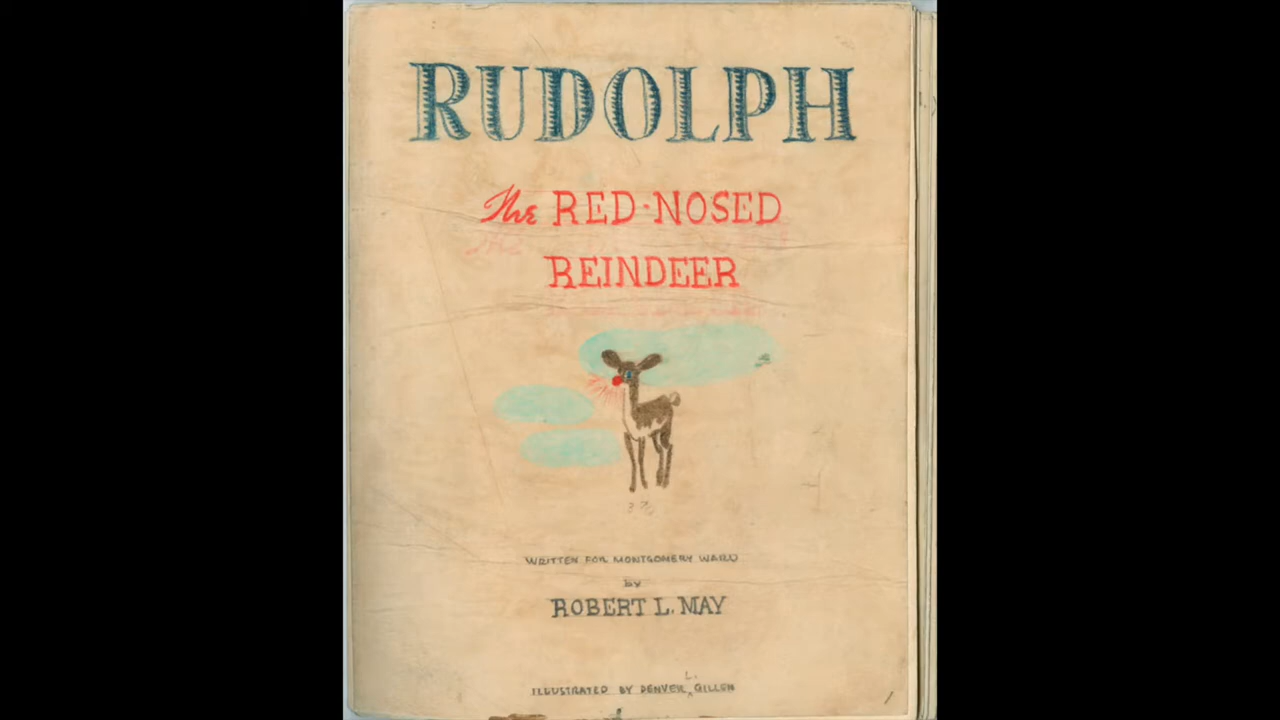 RUDOLPH
The RED-NOSED
REINDEER
WRITTEN FOR MONTGOMERY WARD
by
ROBERT L. MAY
L.
ILLUSTRATED BY DENVER GILLEN